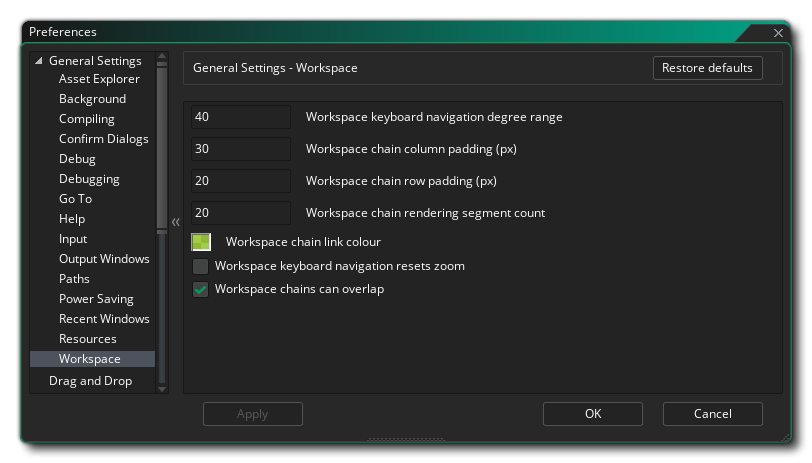 Preferences
General Settings
Asset Explorer
Background
Compiling
Confirm Dialogs
Debug
Debugging
Go To
Help
Input
Output Windows
Paths
Power Saving
Recent Windows
Resources
Workspace
Drag and Drop
General Settings - Workspace
Restore defaults
40 Workspace keyboard navigation degree range
30 Workspace chain column padding (px)
20 Workspace chain row padding (px)
20 Workspace chain rendering segment count
Workspace chain link colour
Workspace keyboard navigation resets zoom
Workspace chains can overlap
Apply
OK
Cancel